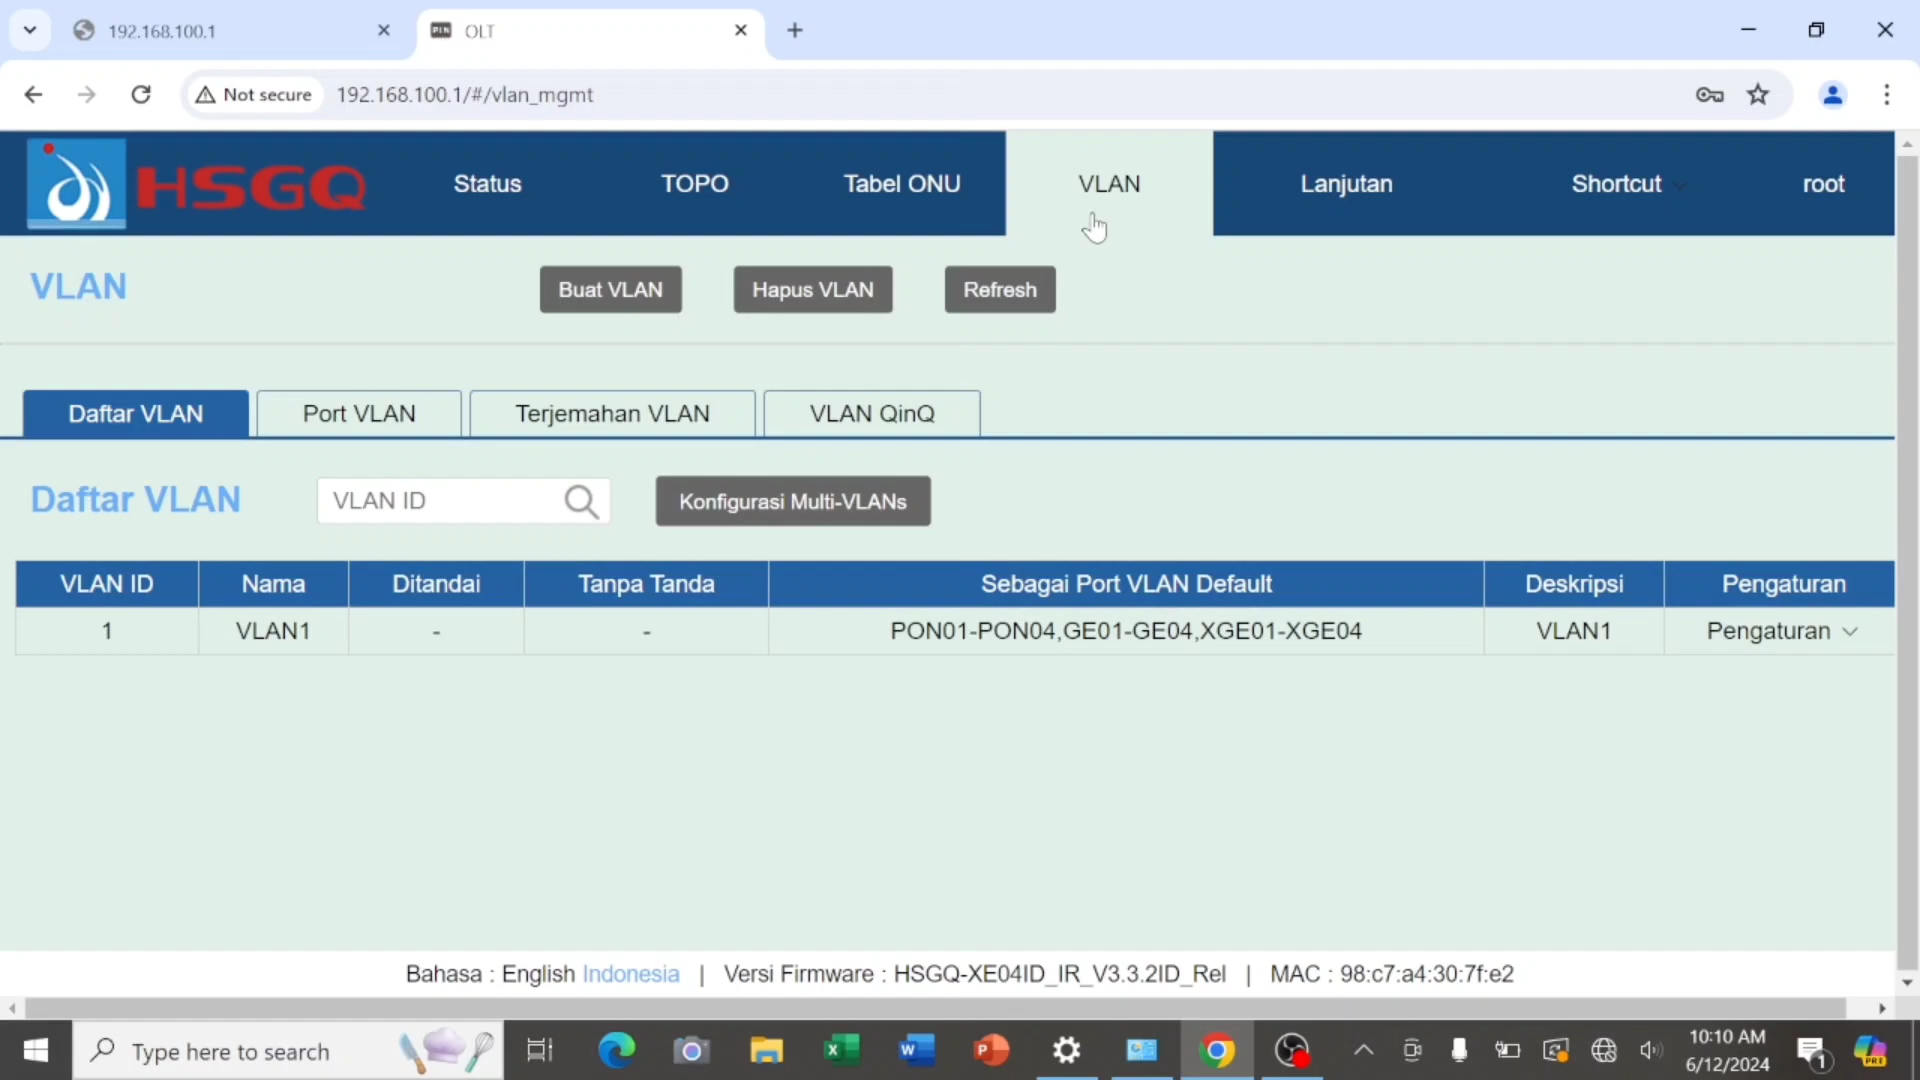 192.168.100.1
OLT
Not secure
192.168.100.1/#/vlan_mgmt
HSGQ
Status
TOPO
Tabel ONU
VLAN
Lanjutan
Shortcut
root
VLAN
Buat VLAN
Hapus VLAN
Refresh
Daftar VLAN
Port VLAN
Terjemahan VLAN
VLAN QinQ
Daftar VLAN
VLAN ID
Konfigurasi Multi-VLANs
VLAN ID Nama Ditandai Tanpa Tanda Sebagai Port VLAN Default Deskripsi Pengaturan
1 VLAN1 - - PON01-PON04,GE01-GE04,XGE01-XGE04 VLAN1 Pengaturan
Bahasa : English Indonesia | Versi Firmware : HSGQ-XE04ID_IR_V3.3.2ID_Rel | MAC : 98:c7:a4:30:7f:e2
Type here to search
10:10 AM
6/12/2024
1
PRE